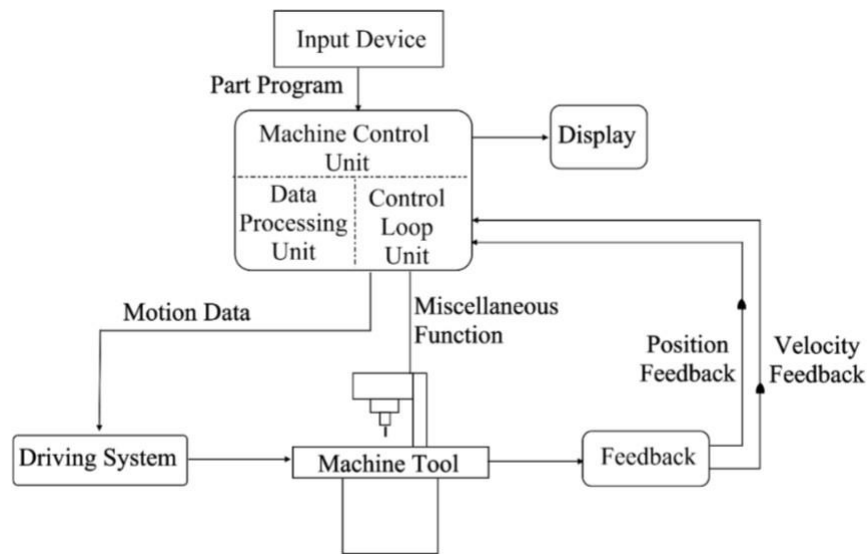 Input Device
Part Program
Machine Control
Unit
Display
Data
Processing
Unit
Control
Loop
Unit
Motion Data
Miscellaneous
Function
Position
Feedback
Velocity
Feedback
Driving System
Machine Tool
Feedback